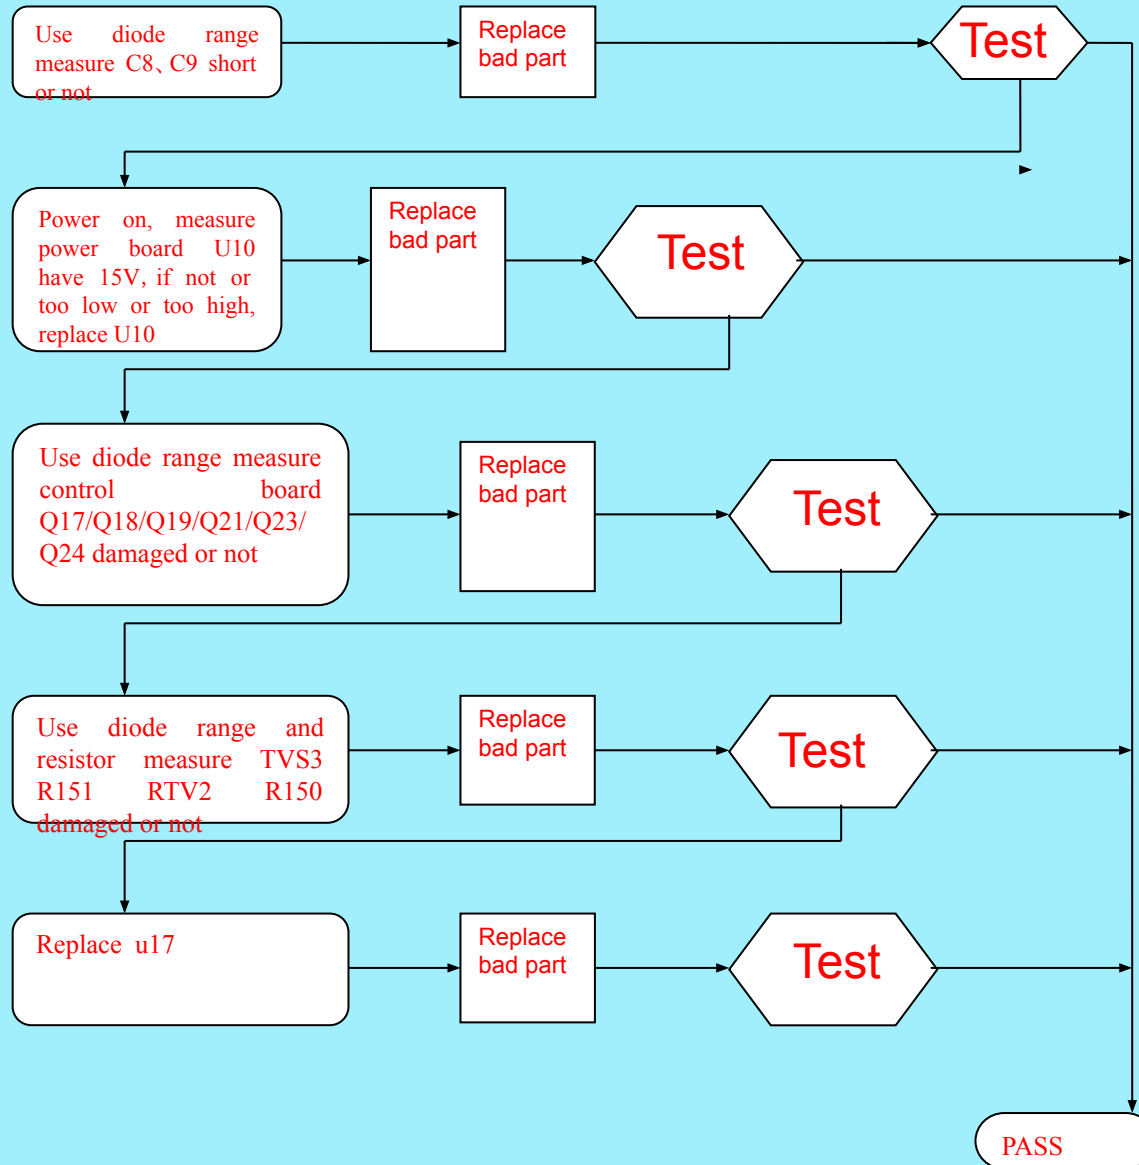 Use diode range
measure C8、C9 short
or not
Replace
bad part
Test
Power on, measure
power board U10
have 15V, if not or
too low or too high,
replace U10
Replace
bad part
Test
Use diode range measure
control board
Q17/Q18/Q19/Q21/Q23/
Q24 damaged or not
Replace
bad part
Test
Use diode range and
resistor measure TVS3
R151 RTV2 R150
damaged or not
Replace
bad part
Test
Replace u17
Replace
bad part
Test
PASS